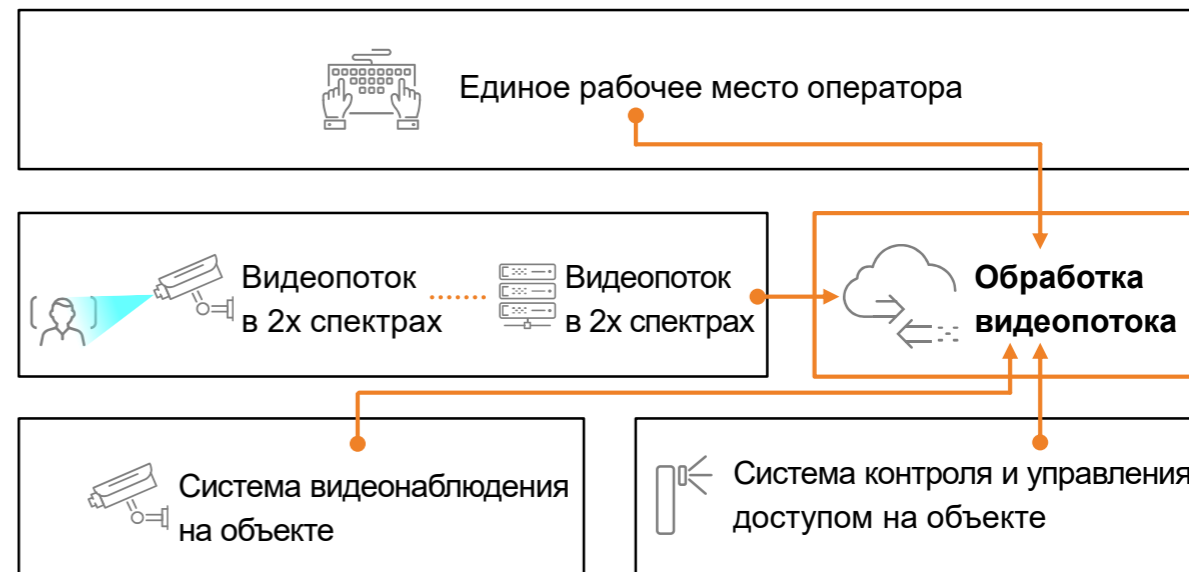 Единое рабочее место оператора
Видеопоток
в 2х спектрах
Видеопоток
в 2х спектрах
Обработка
видеопотока
Система видеонаблюдения
на объекте
Система контроля и управления
доступом на объекте